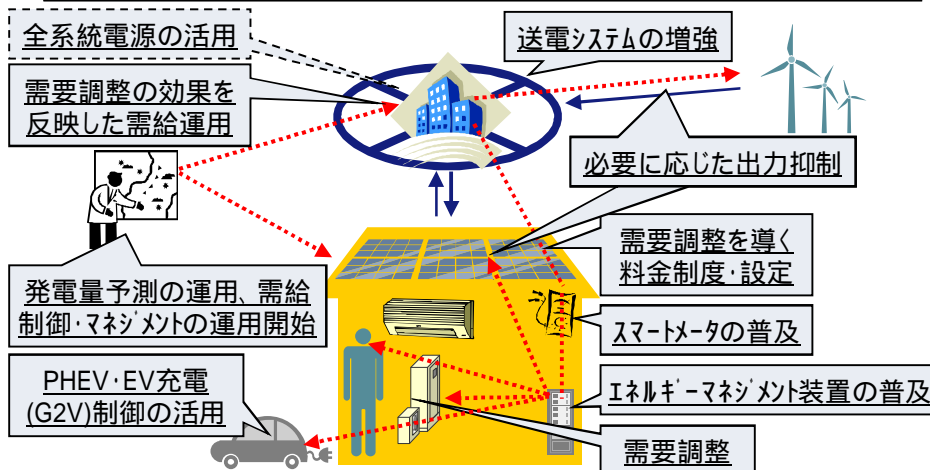 全系統電源の活用
送電ｼｽﾃﾑの増強
需要調整の効果を
反映した需給運用
必要に応じた出力抑制
需要調整を導く
料金制度･設定
発電量予測の運用、需給
制御･ﾏﾈｼﾞﾒﾝﾄの運用開始
ｽﾏｰﾄﾒｰﾀの普及
PHEV･EV充電
(G2V)制御の活用
ｴﾈﾙｷﾞｰﾏﾈｼﾞﾒﾝﾄ装置の普及
需要調整